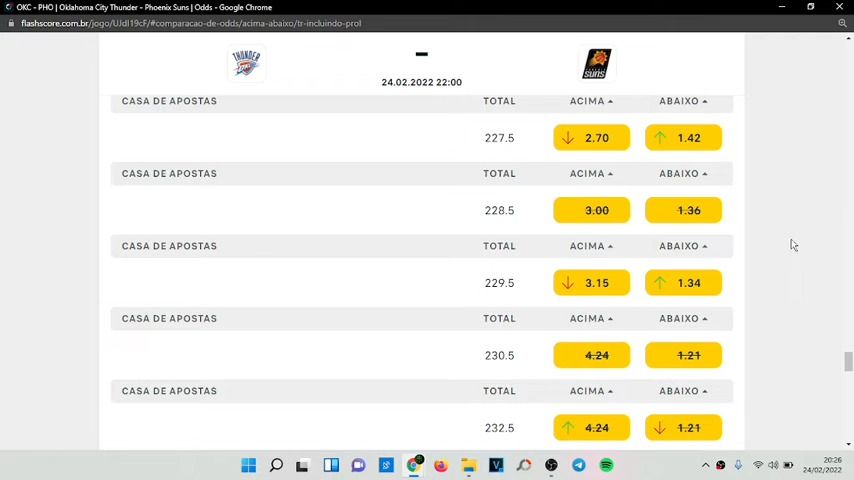 OKC - PHO | Oklahoma City Thunder - Phoenix Suns | Odds - Google Chrome
flashscore.com.br/jogo/UJdI19cF/#comparacao-de-odds/acima-abaixo/tr-incluindo-prol
THUNDER
SUNS
24.02.2022 22:00
CASA DE APOSTAS TOTAL ACIMA ABAIXO
227.5 2.70 1.42
CASA DE APOSTAS TOTAL ACIMA ABAIXO
228.5 3.00 1.36
CASA DE APOSTAS TOTAL ACIMA ABAIXO
229.5 3.15 1.34
CASA DE APOSTAS TOTAL ACIMA ABAIXO
230.5 4.24 1.21
CASA DE APOSTAS TOTAL ACIMA ABAIXO
232.5 4.24 1.21
20:26
24/02/2022